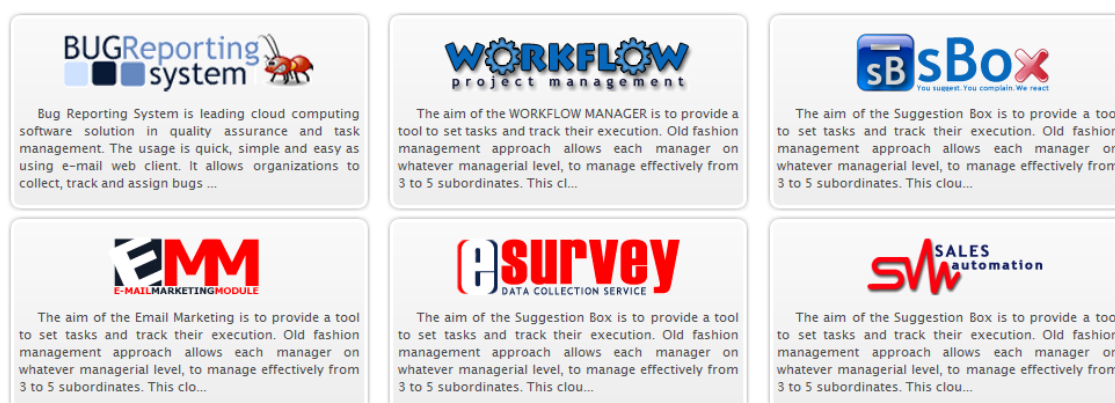 BUGReporting
system
Bug Reporting System is leading cloud computing
software solution in quality assurance and task
management. The usage is quick, simple and easy as
using e-mail web client. It allows organizations to
collect, track and assign bugs ...
WORKFLOW
project management
The aim of the WORKFLOW MANAGER is to provide a
tool to set tasks and track their execution. Old fashion
management approach allows each manager on
whatever managerial level, to manage effectively from
3 to 5 subordinates. This cl...
sB sBox
You suggest. You complain. We react
The aim of the Suggestion Box is to provide a too
to set tasks and track their execution. Old fashion
management approach allows each manager on
whatever managerial level, to manage effectively from
3 to 5 subordinates. This clou...
EMM
E-MAILMARKETINGMODULE
The aim of the Email Marketing is to provide a tool
to set tasks and track their execution. Old fashion
management approach allows each manager on
whatever managerial level, to manage effectively from
3 to 5 subordinates. This clo...
esurvey
DATA COLLECTION SERVICE
The aim of the Suggestion Box is to provide a tool
to set tasks and track their execution. Old fashion
management approach allows each manager on
whatever managerial level, to manage effectively from
3 to 5 subordinates. This clou...
SALES
automation
The aim of the Suggestion Box is to provide a too
to set tasks and track their execution. Old fashion
management approach allows each manager on
whatever managerial level, to manage effectively from
3 to 5 subordinates. This clou...